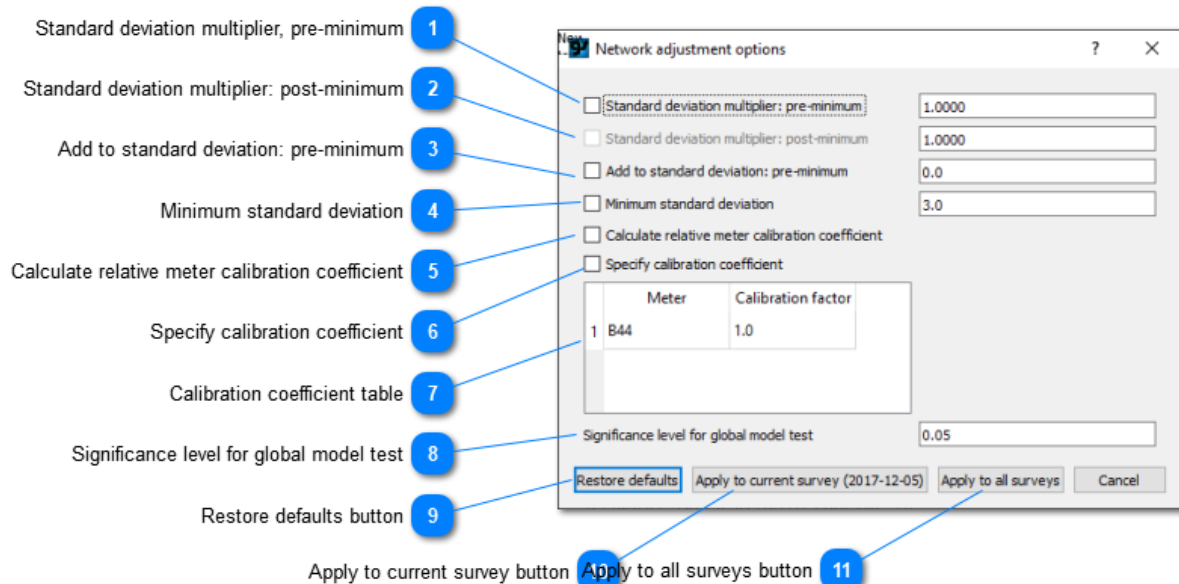 Standard deviation multiplier, pre-minimum 1
Standard deviation multiplier: post-minimum 2
Add to standard deviation: pre-minimum 3
Minimum standard deviation 4
Calculate relative meter calibration coefficient 5
Specify calibration coefficient 6
Calibration coefficient table 7
Significance level for global model test 8
Restore defaults button 9
Apply to current survey button 10
Apply to all surveys button 11
Network adjustment options ? ×
Standard deviation multiplier: pre-minimum 1.0000
Standard deviation multiplier: post-minimum 1.0000
Add to standard deviation: pre-minimum 0.0
Minimum standard deviation 3.0
Calculate relative meter calibration coefficient
Specify calibration coefficient
Meter Calibration factor
1 B44 1.0
Significance level for global model test 0.05
Restore defaults Apply to current survey (2017-12-05) Apply to all surveys Cancel